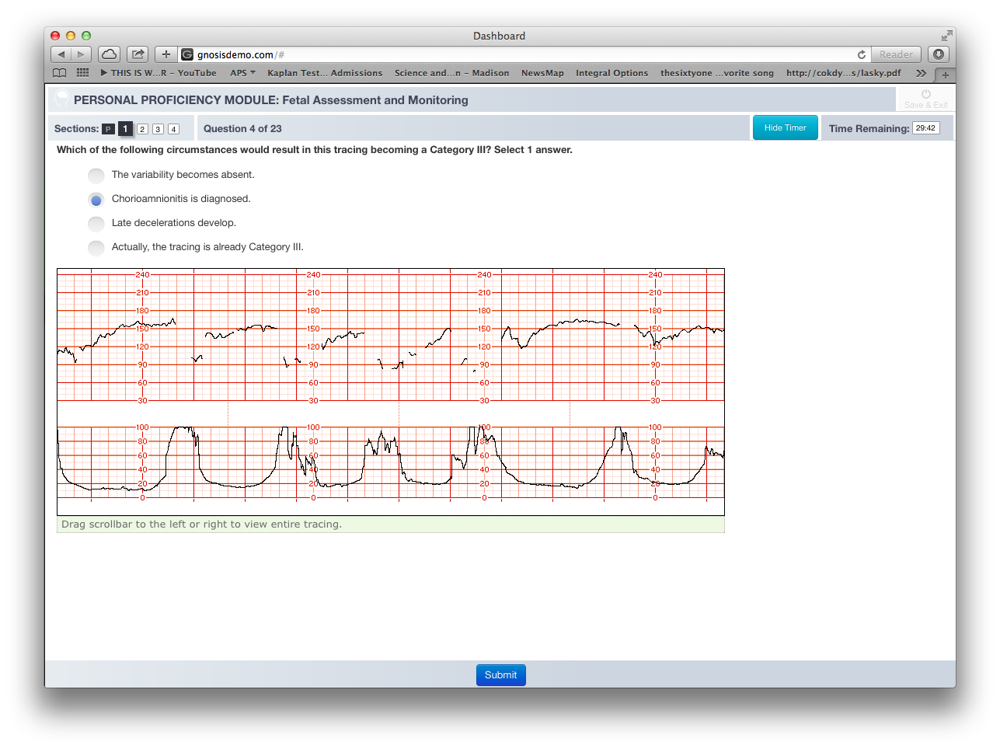 Dashboard
gnosisdemo.com/#
Reader
THIS IS W...R – YouTube APS Kaplan Test... Admissions Science and...n – Madison NewsMap Integral Options thesixtyone ...vorite song http://cokdy...s/lasky.pdf
PERSONAL PROFICIENCY MODULE: Fetal Assessment and Monitoring
Save & Exit
Sections: P 1 2 3 4 Question 4 of 23 Hide Timer Time Remaining: 29:42
Which of the following circumstances would result in this tracing becoming a Category III? Select 1 answer.
The variability becomes absent.
Chorioamnionitis is diagnosed.
Late decelerations develop.
Actually, the tracing is already Category III.
240 240 240 240
210 210 210 210
180 180 180 180
150 150 150 150
120 120 120 120
90 90 90 90
60 60 60 60
30 30 30 30
100 100 100 100
80 80 80 80
60 60 60 60
40 40 40 40
20 20 20 20
0 0 0 0
Drag scrollbar to the left or right to view entire tracing.
Submit